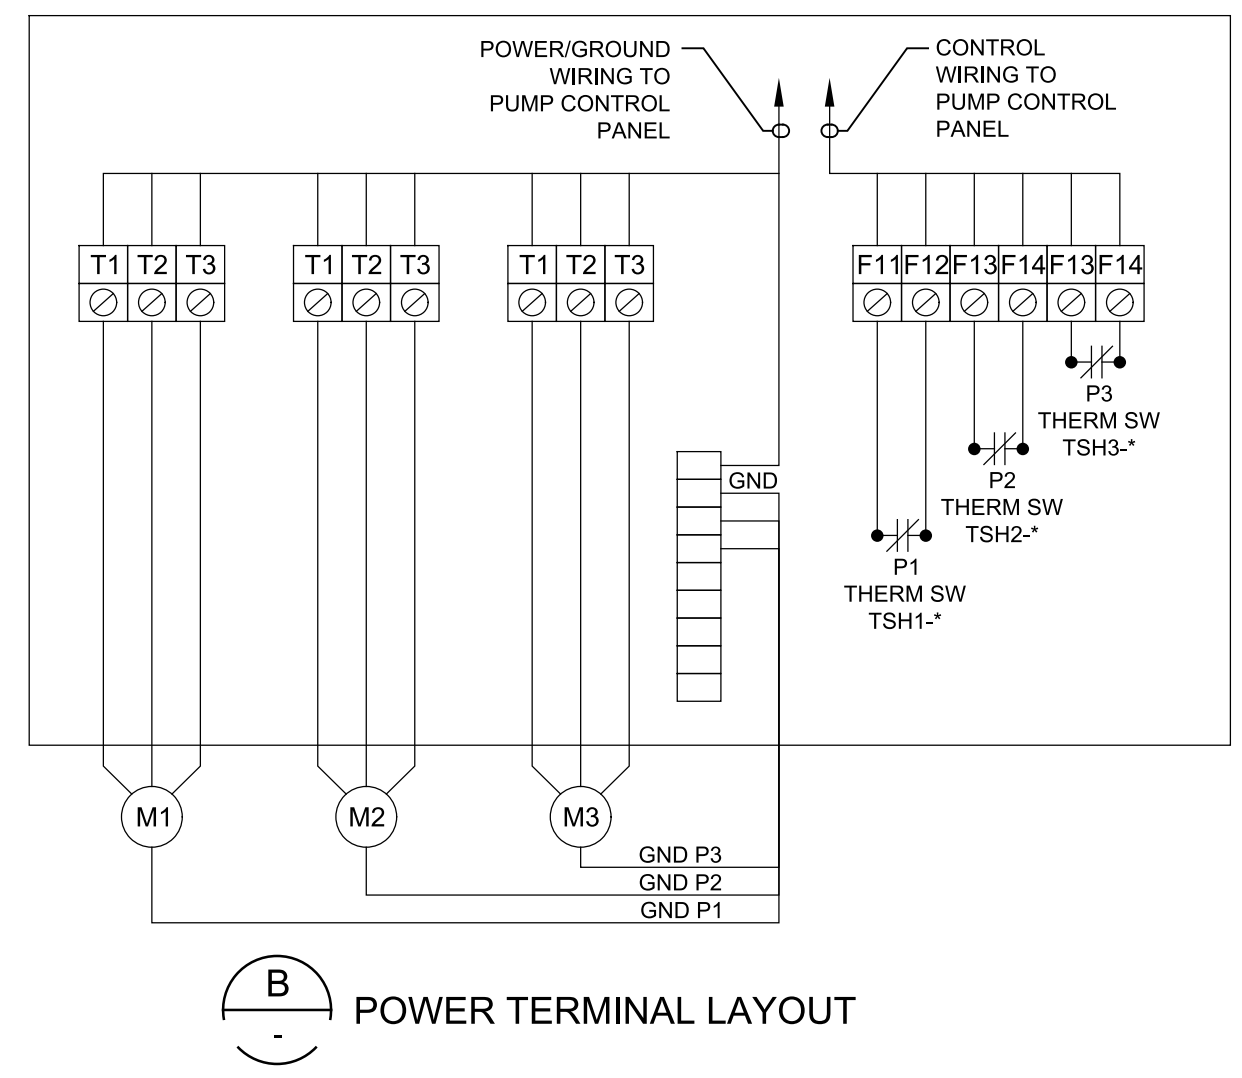 POWER/GROUND
WIRING TO
PUMP CONTROL
PANEL
CONTROL
WIRING TO
PUMP CONTROL
PANEL
T1 T2 T3
T1 T2 T3
T1 T2 T3
F11 F12 F13 F14 F13 F14
P3
THERM SW
TSH3-*
GND
P2
THERM SW
TSH2-*
P1
THERM SW
TSH1-*
M1
M2
M3
GND P3
GND P2
GND P1
B
-
POWER TERMINAL LAYOUT